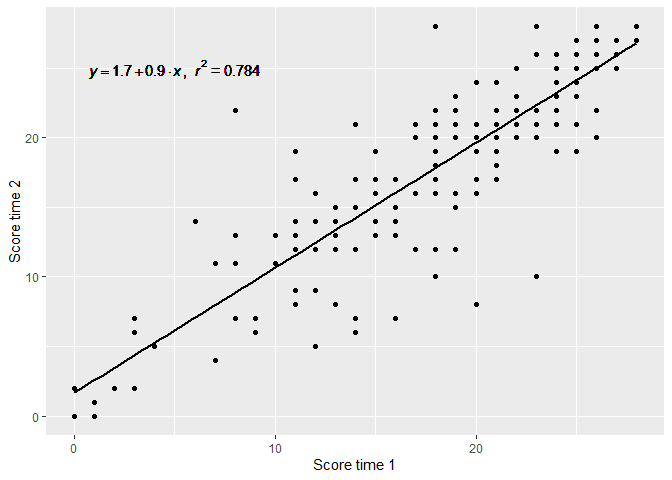 y = 1.7 + 0.9 · x, r² = 0.784
20
10
0
0 10 20
Score time 1
Score time 2